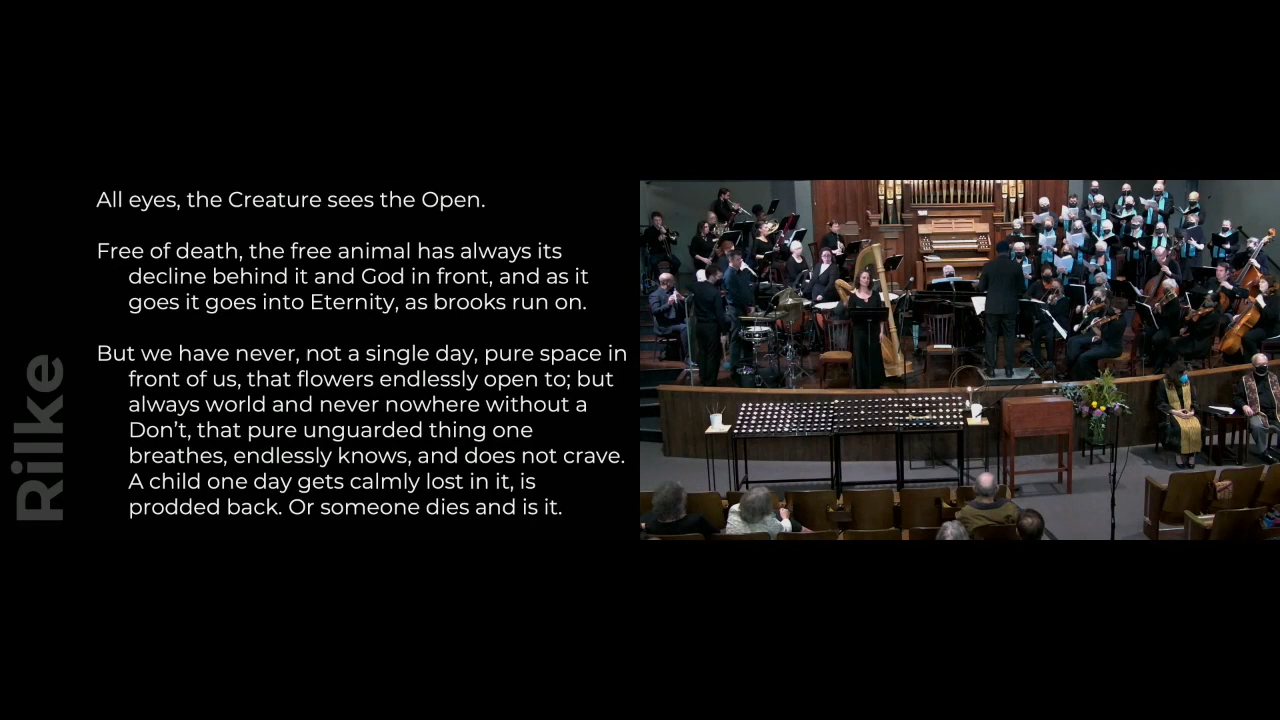 All eyes, the Creature sees the Open.
Free of death, the free animal has always its
decline behind it and God in front, and as it
goes it goes into Eternity, as brooks run on.
But we have never, not a single day, pure space in
front of us, that flowers endlessly open to; but
always world and never nowhere without a
Don’t, that pure unguarded thing one
breathes, endlessly knows, and does not crave.
A child one day gets calmly lost in it, is
prodded back. Or someone dies and is it.
Rilke